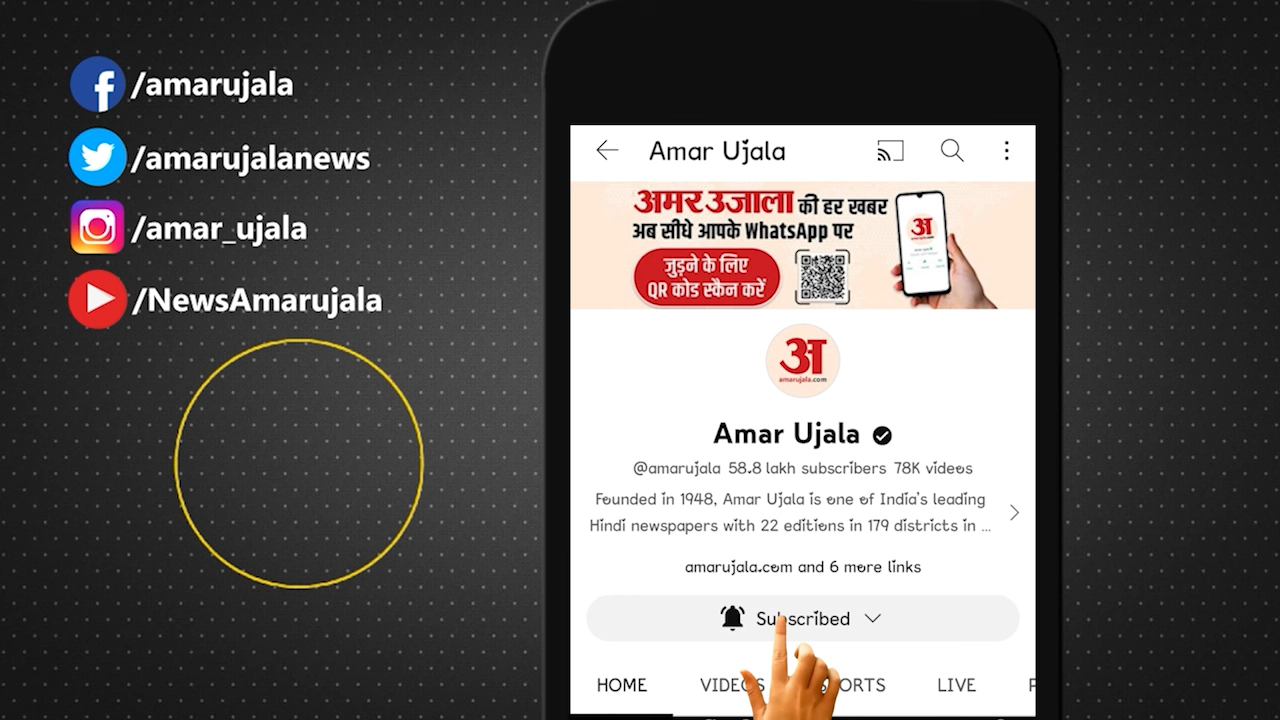 /amarujala
/amarujalanews
/amar_ujala
/NewsAmarujala
Amar Ujala
अमर उजाला की हर खबर
अब सीधे आपके WhatsApp पर
जुड़ने के लिए
QR कोड स्कैन करें
अ
अ
amarujala.com
Amar Ujala
@amarujala 58.8 lakh subscribers 78K videos
Founded in 1948, Amar Ujala is one of India's leading
Hindi newspapers with 22 editions in 179 districts in ...
amarujala.com and 6 more links
Subscribed
HOME VIDEOS SHORTS LIVE P